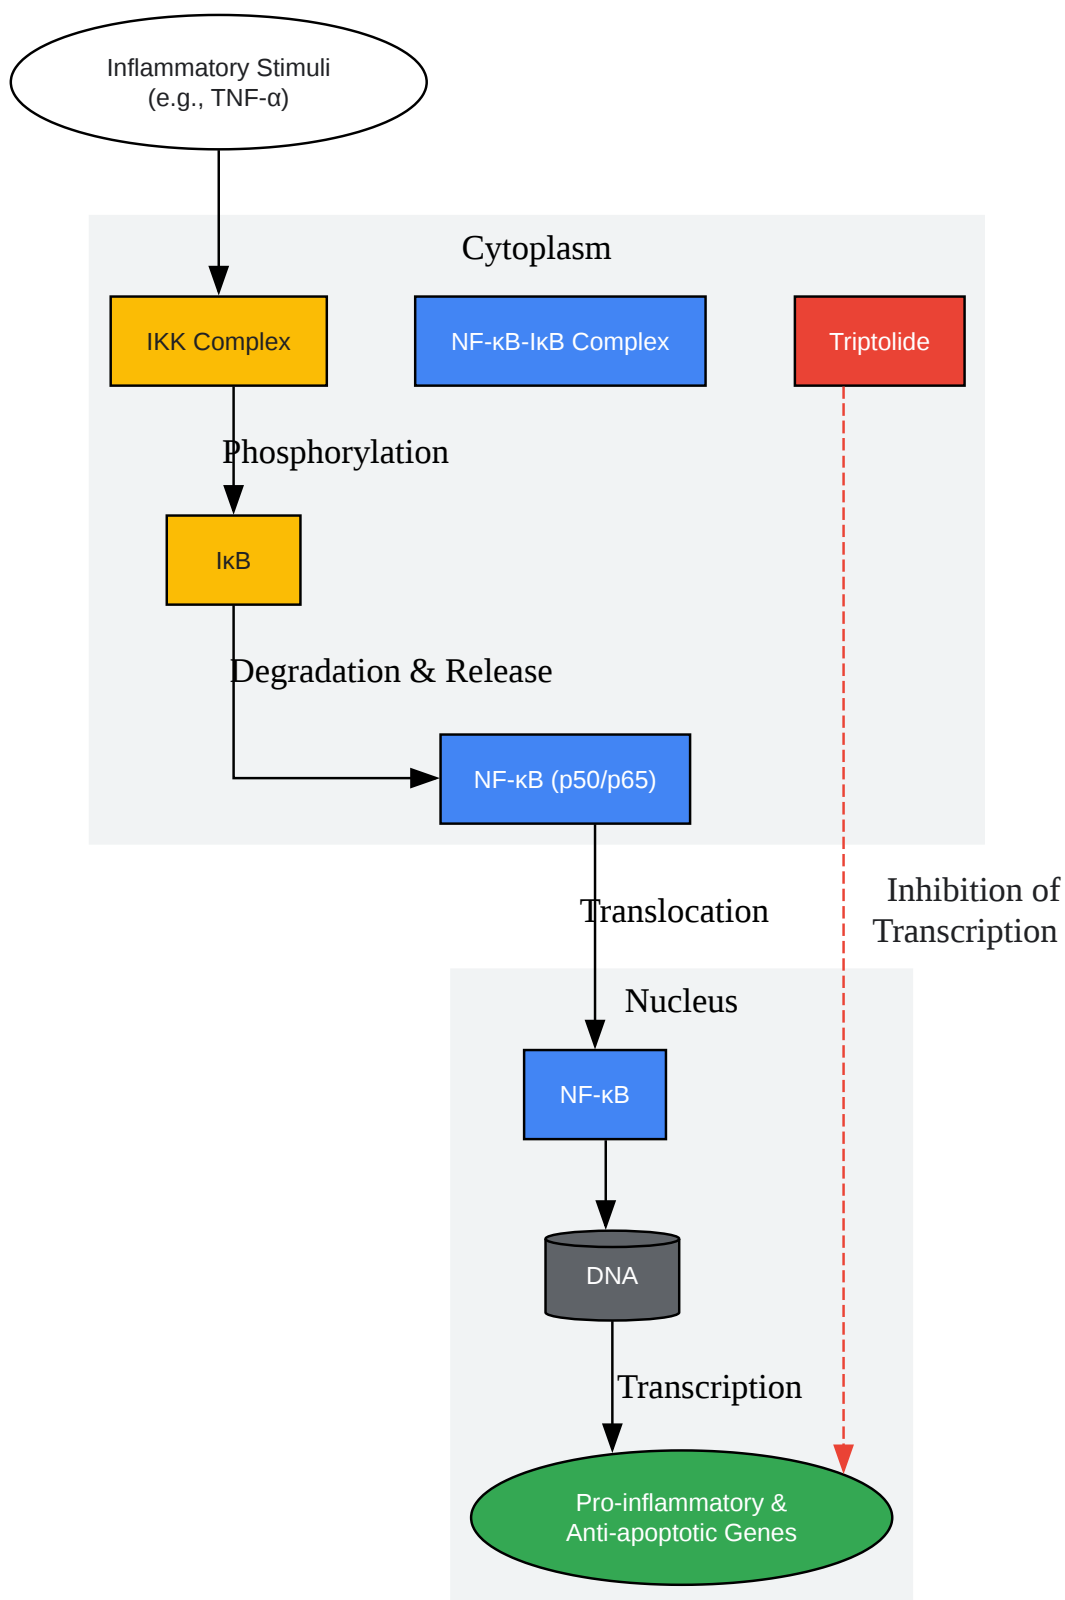 Inflammatory Stimuli
(e.g., TNF-α)
Cytoplasm
IKK Complex
NF-κB-IκB Complex
Triptolide
Phosphorylation
IκB
Degradation & Release
NF-κB (p50/p65)
Inhibition of
Transcription
Translocation
Nucleus
NF-κB
DNA
Transcription
Pro-inflammatory &
Anti-apoptotic Genes